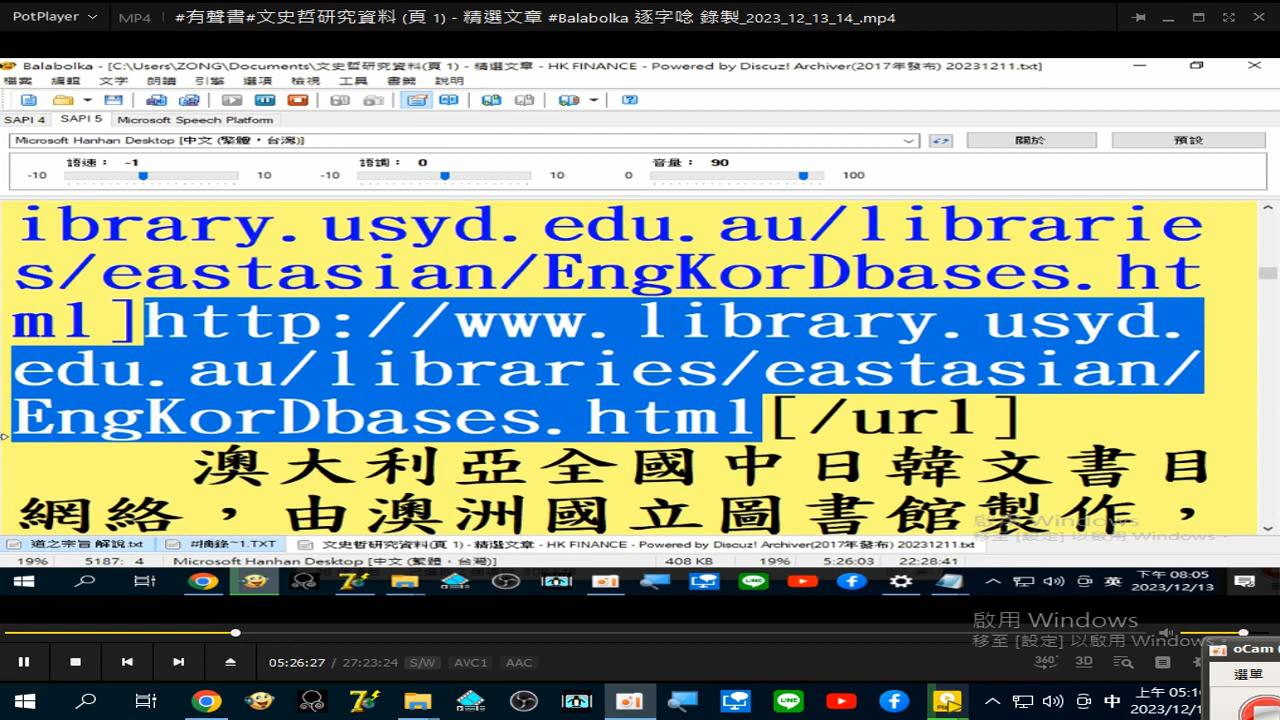 PotPlayer MP4 #有聲書#文史哲研究資料 (頁 1) - 精選文章 #Balabolka 逐字唸 錄製_2023_12_13_14_.mp4
Balabolka - [C:\Users\ZONG\Documents\文史哲研究資料(頁 1) - 精選文章 - HK FINANCE - Powered by Discuz! Archiver(2017年發布) 20231211.txt]
檔案 編輯 文字 朗讀 引擎 選項 檢視 工具 書籤 說明
SAPI 4 SAPI 5 Microsoft Speech Platform
Microsoft Hanhan Desktop [中文 (繁體，台灣)] 關於 預設
語速： -1 語調： 0 音量： 90
-10 10 -10 10 0 100
ibrary.usyd.edu.au/librarie
s/eastasian/EngKorDbases.ht
ml]http://www.library.usyd.
edu.au/libraries/eastasian/
EngKorDbases.html[/url]
澳大利亞全國中日韓文書目
網絡，由澳洲國立圖書館製作，
道之宗旨 解說.txt #摘錄~1.TXT 文史哲研究資料(頁 1) - 精選文章 - HK FINANCE - Powered by Discuz! Archiver(2017年發布) 20231211.txt
19% 5187: 4 Microsoft Hanhan Desktop [中文 (繁體，台灣)] 408 KB 19% 5:26:03 22:28:41
英 下午 08:05
2023/12/13
啟用 Windows
移至 [設定] 以啟用 Windows。
05:26:27 / 27:23:24 S/W AVC1 AAC
360° 3D
oCam
選單
中 上午 05:1
2023/12/1